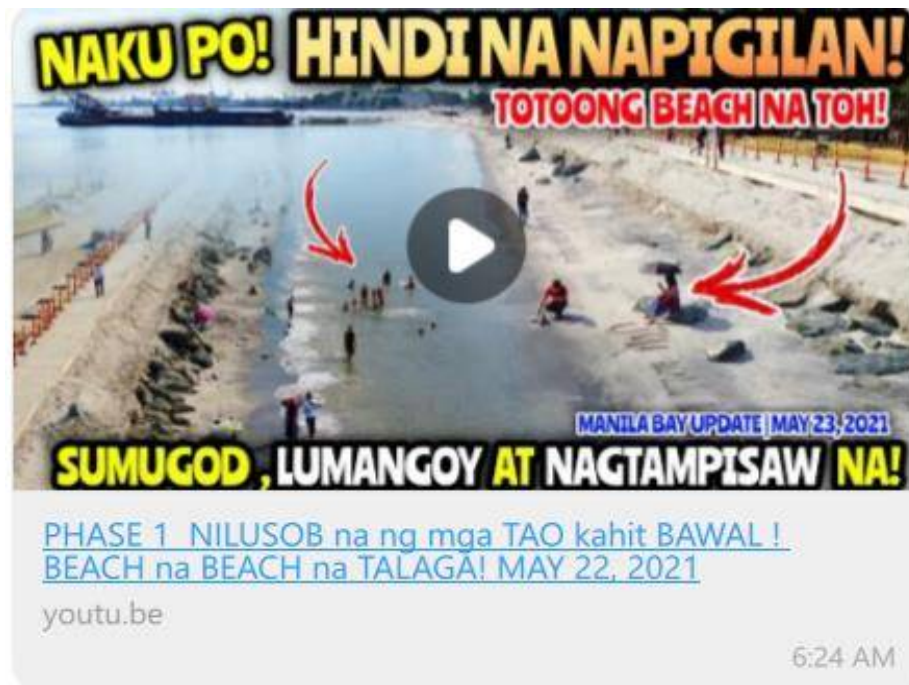 NAKU PO! HINDI NA NAPIGILAN!
TOTOONG BEACH NA TOH!
MANILA BAY UPDATE | MAY 23, 2021
SUMUGOD , LUMANGOY AT NAGTAMPISAW NA!
PHASE 1 NILUSOB na ng mga TAO kahit BAWAL !
BEACH na BEACH na TALAGA! MAY 22, 2021
youtu.be
6:24 AM